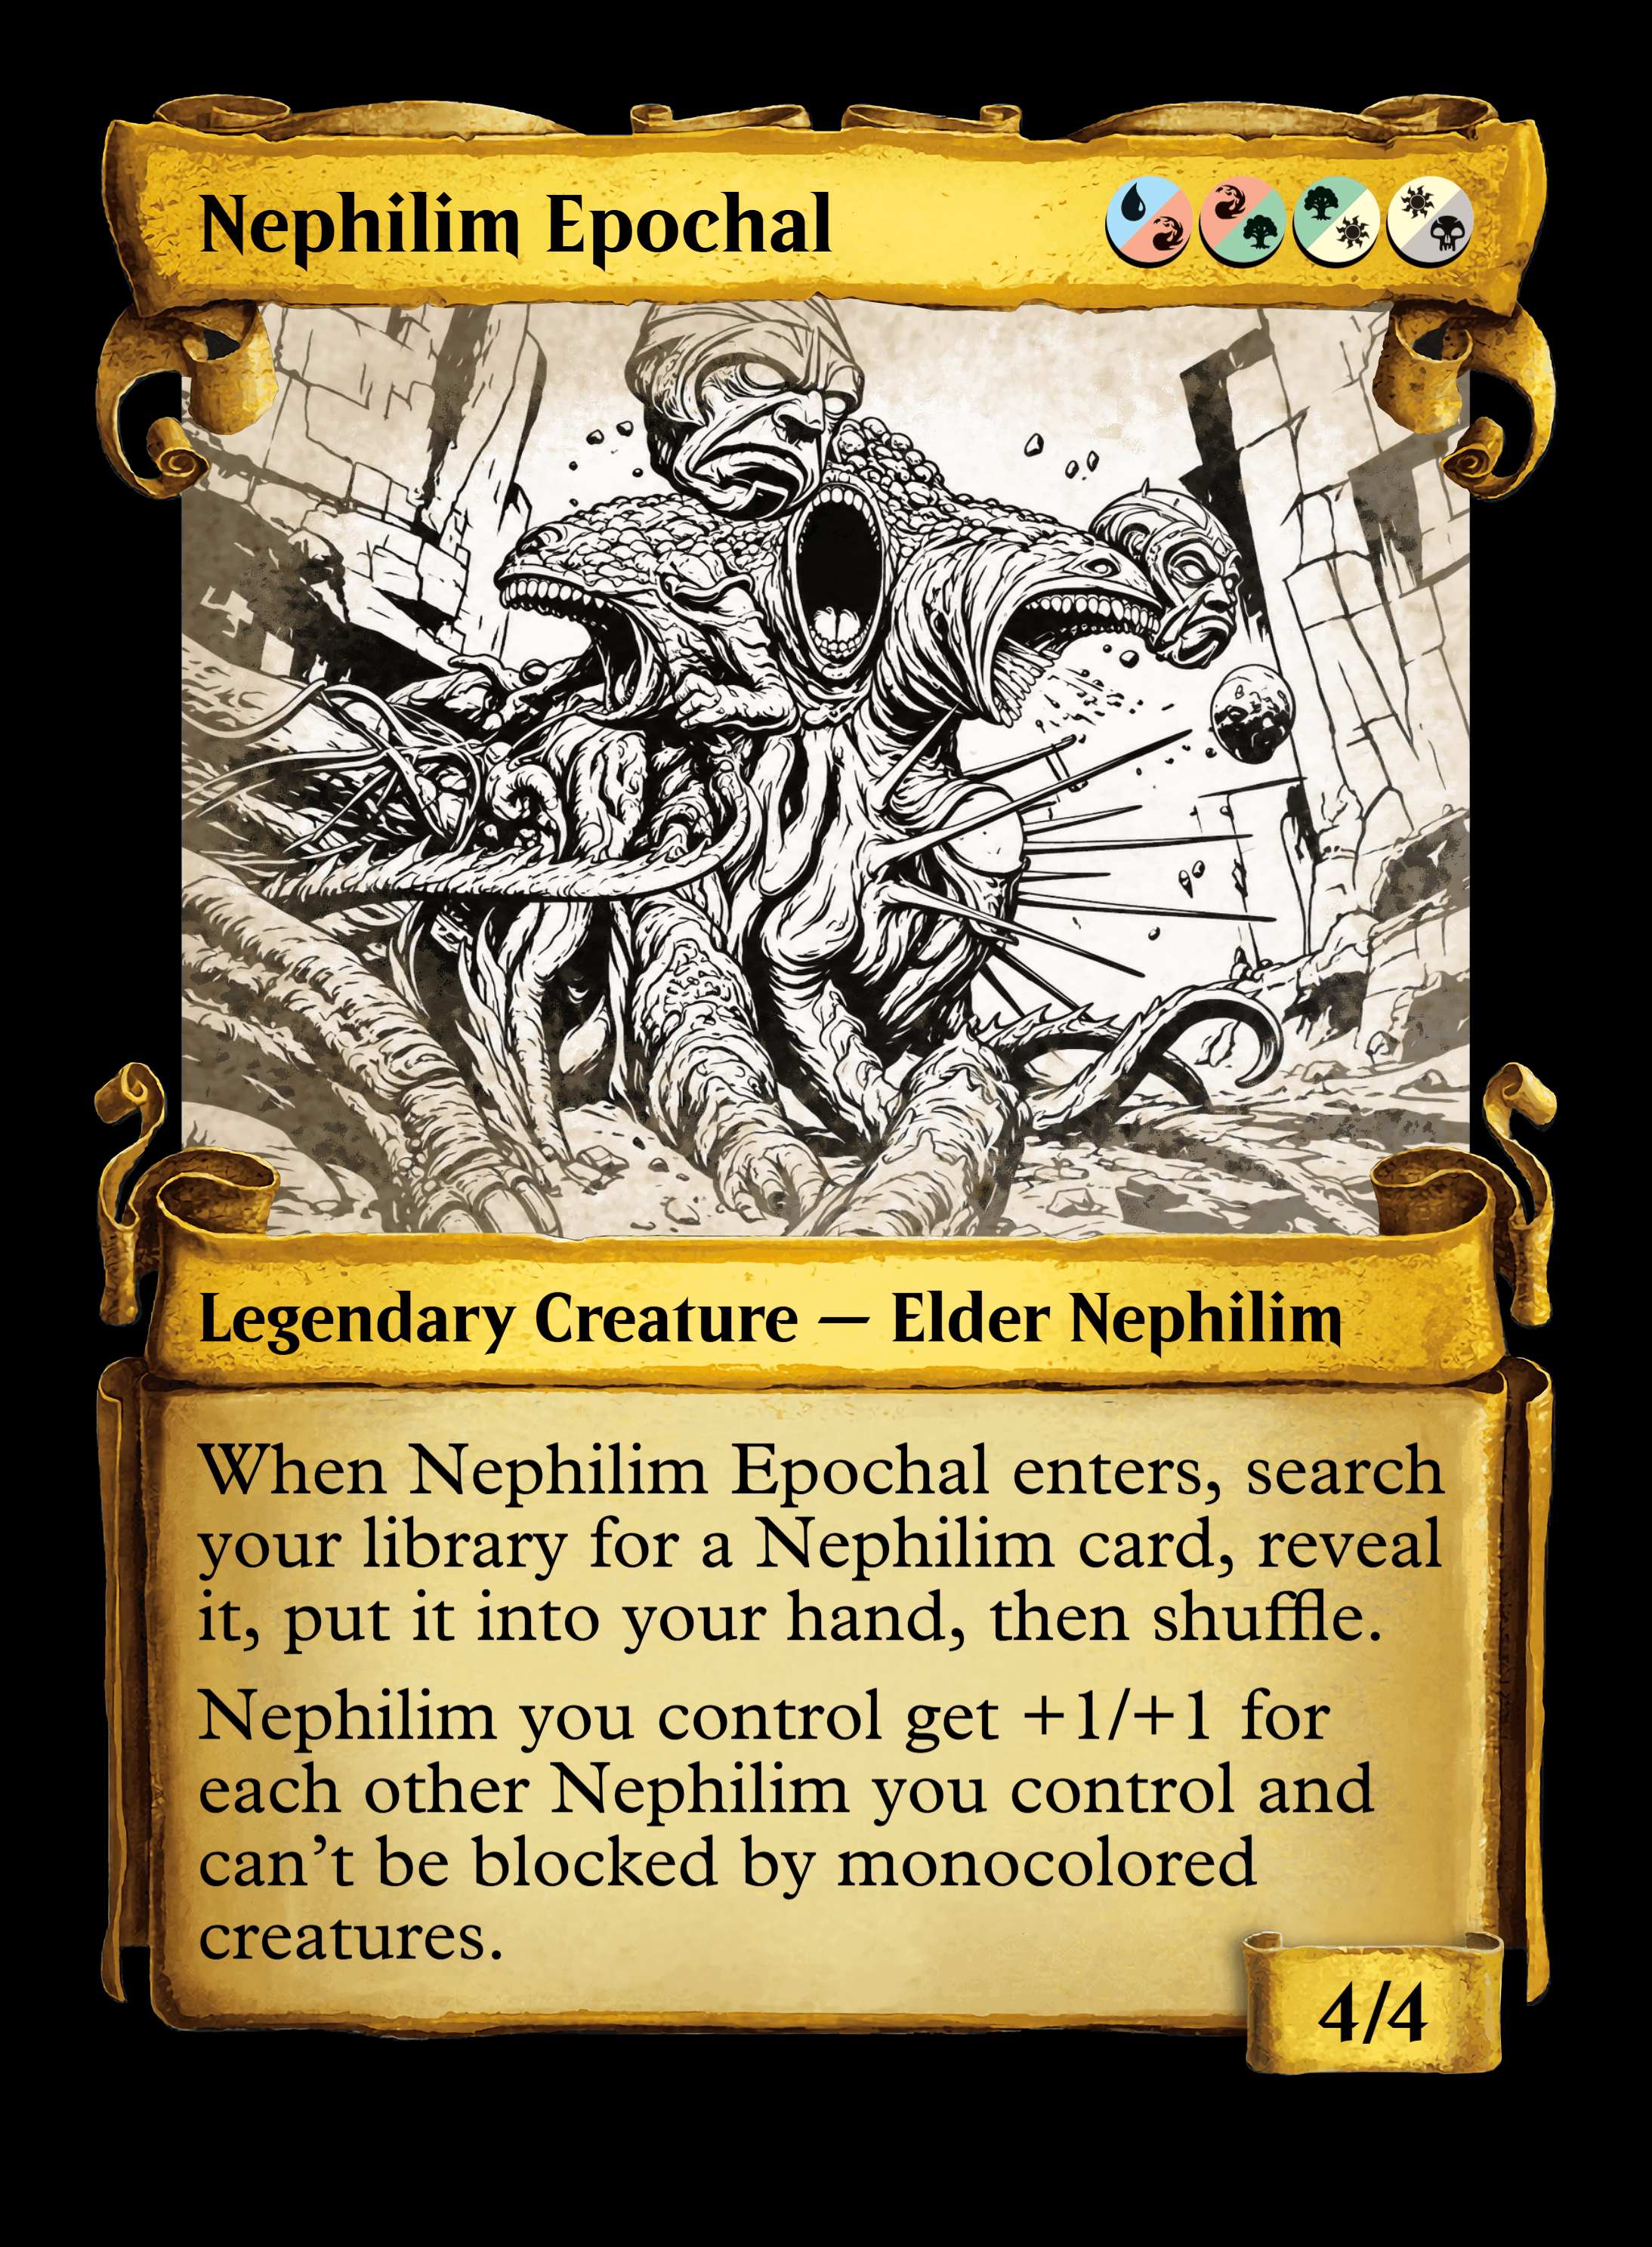 Nephilim Epochal
Legendary Creature — Elder Nephilim
When Nephilim Epochal enters, search
your library for a Nephilim card, reveal
it, put it into your hand, then shuffle.
Nephilim you control get +1/+1 for
each other Nephilim you control and
can’t be blocked by monocolored
creatures.
4/4